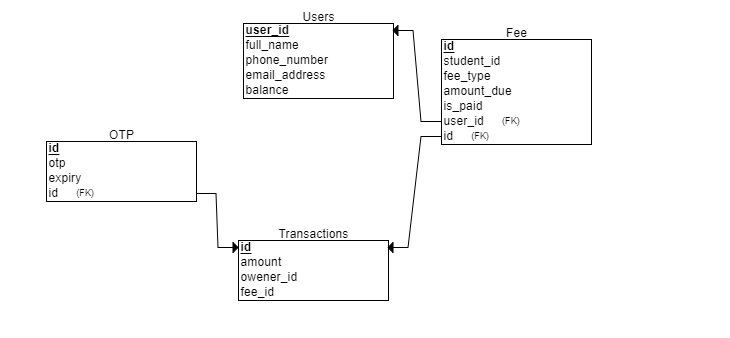 Users
user_id
full_name
phone_number
email_address
balance
Fee
id
student_id
fee_type
amount_due
is_paid
user_id (FK)
id (FK)
OTP
id
otp
expiry
id (FK)
Transactions
id
amount
owener_id
fee_id